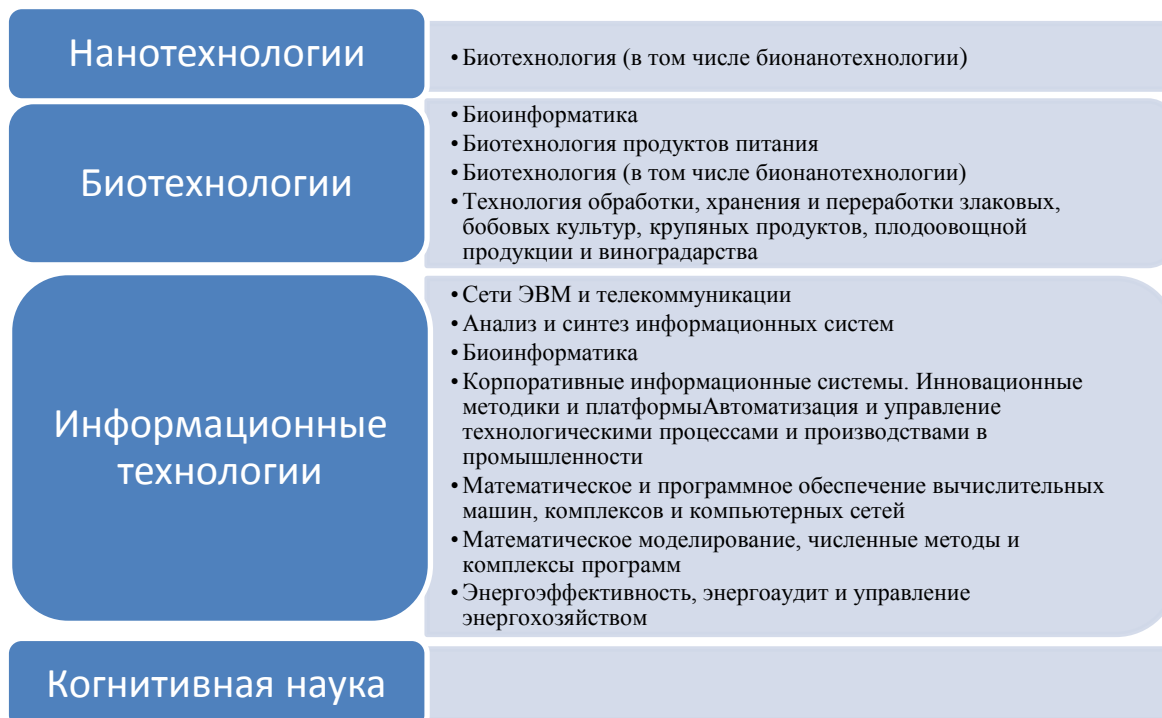 Нанотехнологии
•Биотехнология (в том числе бионанотехнологии)
Биотехнологии
•Биоинформатика
•Биотехнология продуктов питания
•Биотехнология (в том числе бионанотехнологии)
•Технология обработки, хранения и переработки злаковых,
бобовых культур, крупяных продуктов, плодоовощной
продукции и виноградарства
Информационные
технологии
•Сети ЭВМ и телекоммуникации
•Анализ и синтез информационных систем
•Биоинформатика
•Корпоративные информационные системы. Инновационные
методики и платформыАвтоматизация и управление
технологическими процессами и производствами в
промышленности
•Математическое и программное обеспечение вычислительных
машин, комплексов и компьютерных сетей
•Математическое моделирование, численные методы и
комплексы программ
•Энергоэффективность, энергоаудит и управление
энергохозяйством
Когнитивная наука